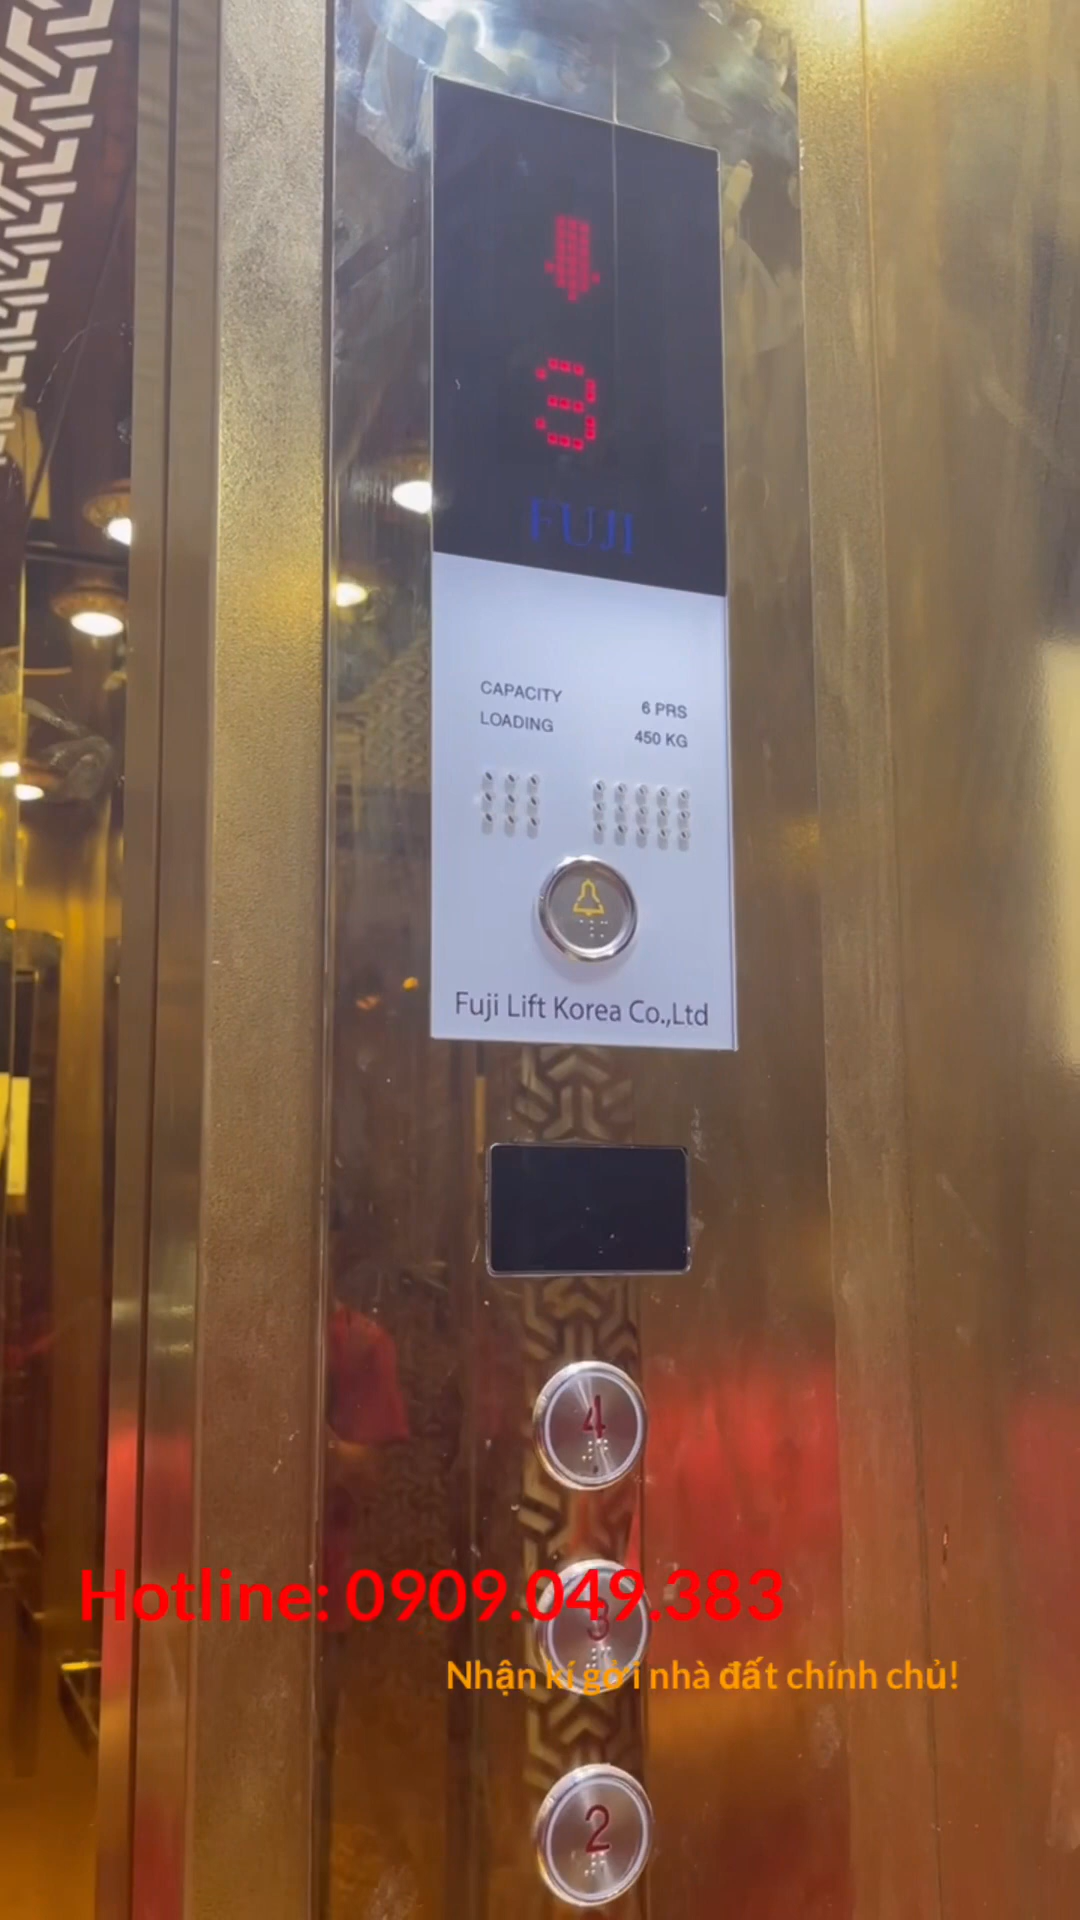 3
FUJI
CAPACITY 6 PRS
LOADING 450 KG
Fuji Lift Korea Co.,Ltd
4
Hotline: 0909.049.383
3
Nhận kí gởi nhà đất chính chủ!
2